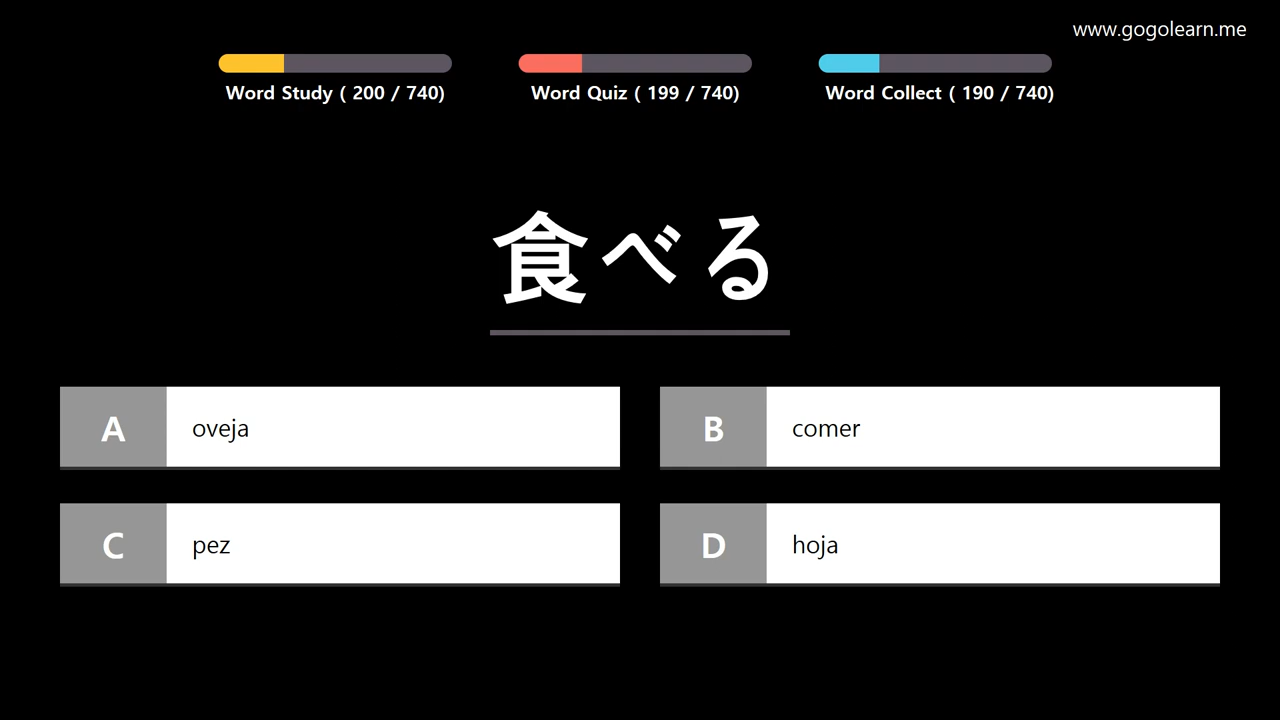 www.gogolearn.me
Word Study ( 200 / 740)
Word Quiz ( 199 / 740)
Word Collect ( 190 / 740)
食べる
A oveja
B comer
C pez
D hoja